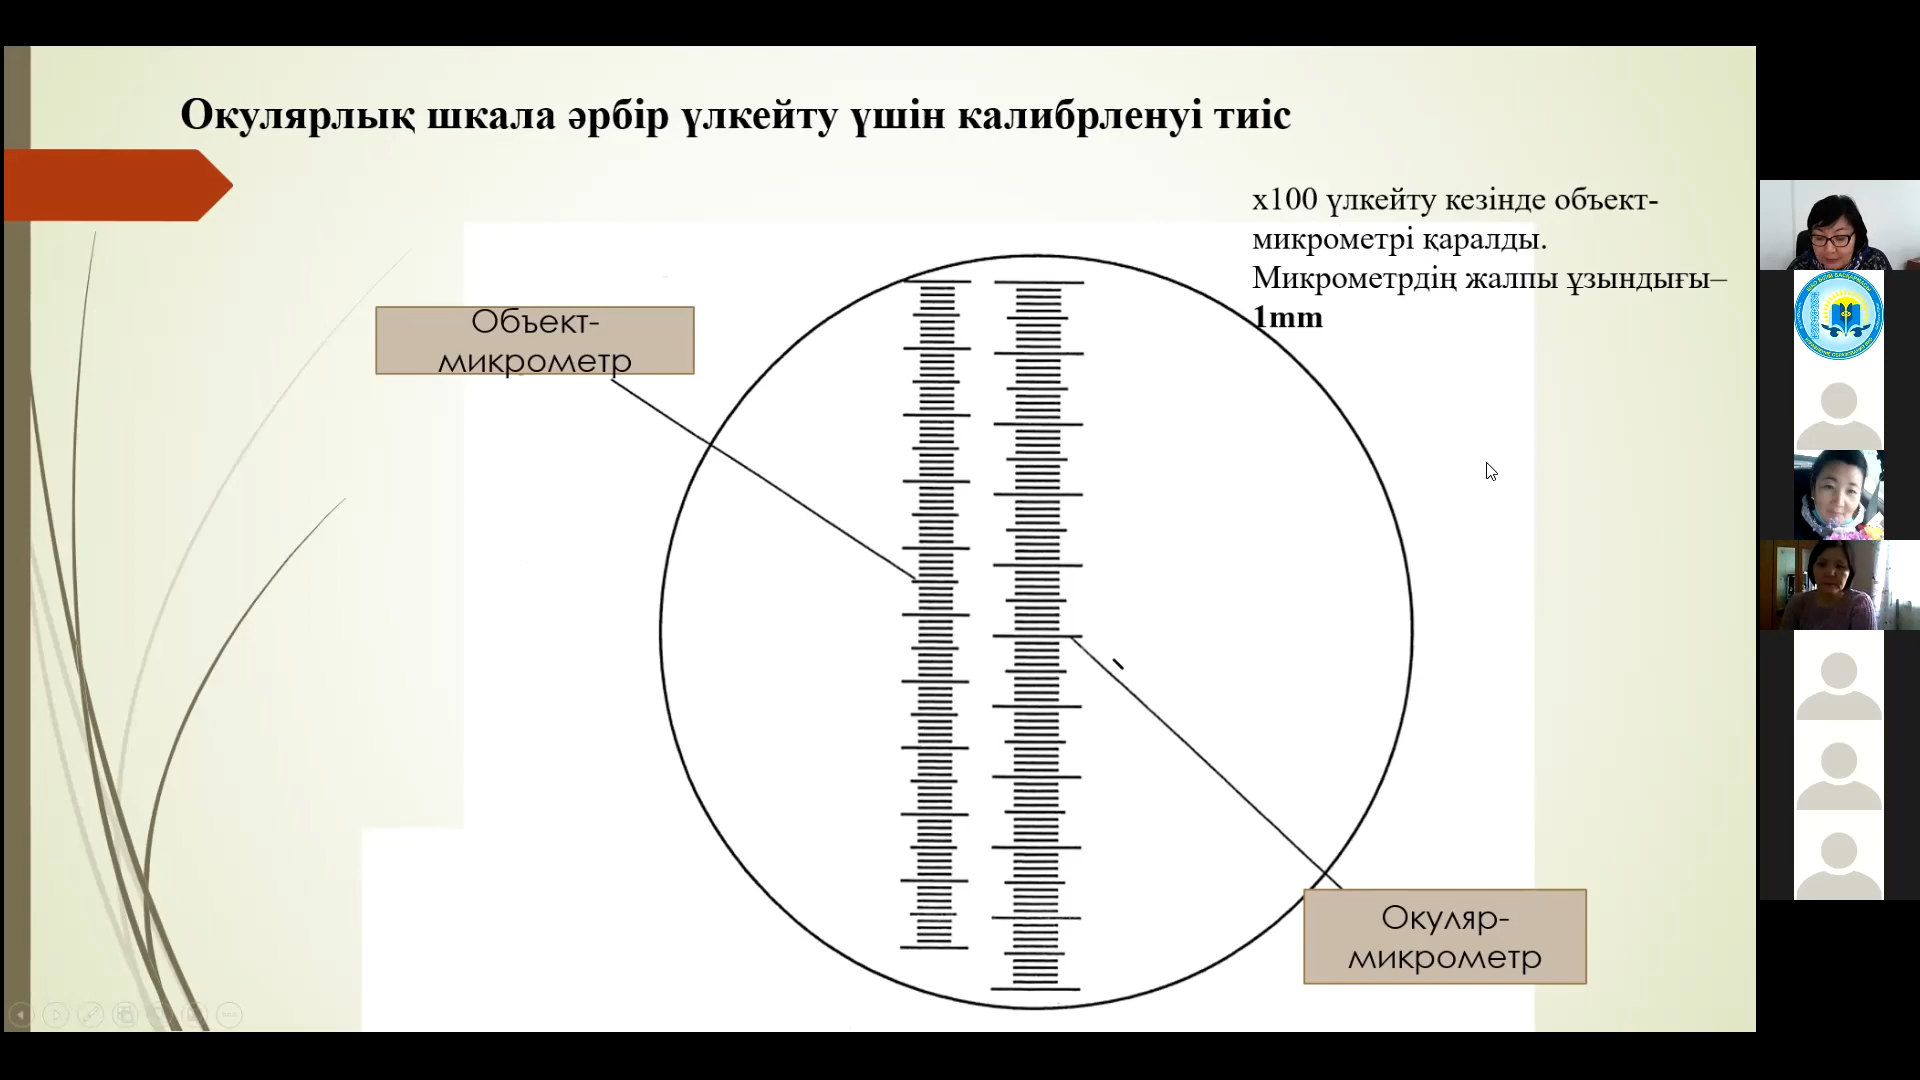 Окулярлық шкала әрбір үлкейту үшін калибрленуі тиіс
х100 үлкейту кезінде объект-
микрометрі қаралды.
Микрометрдің жалпы ұзындығы–
1mm
Объект-
микрометр
Окуляр-
микрометр